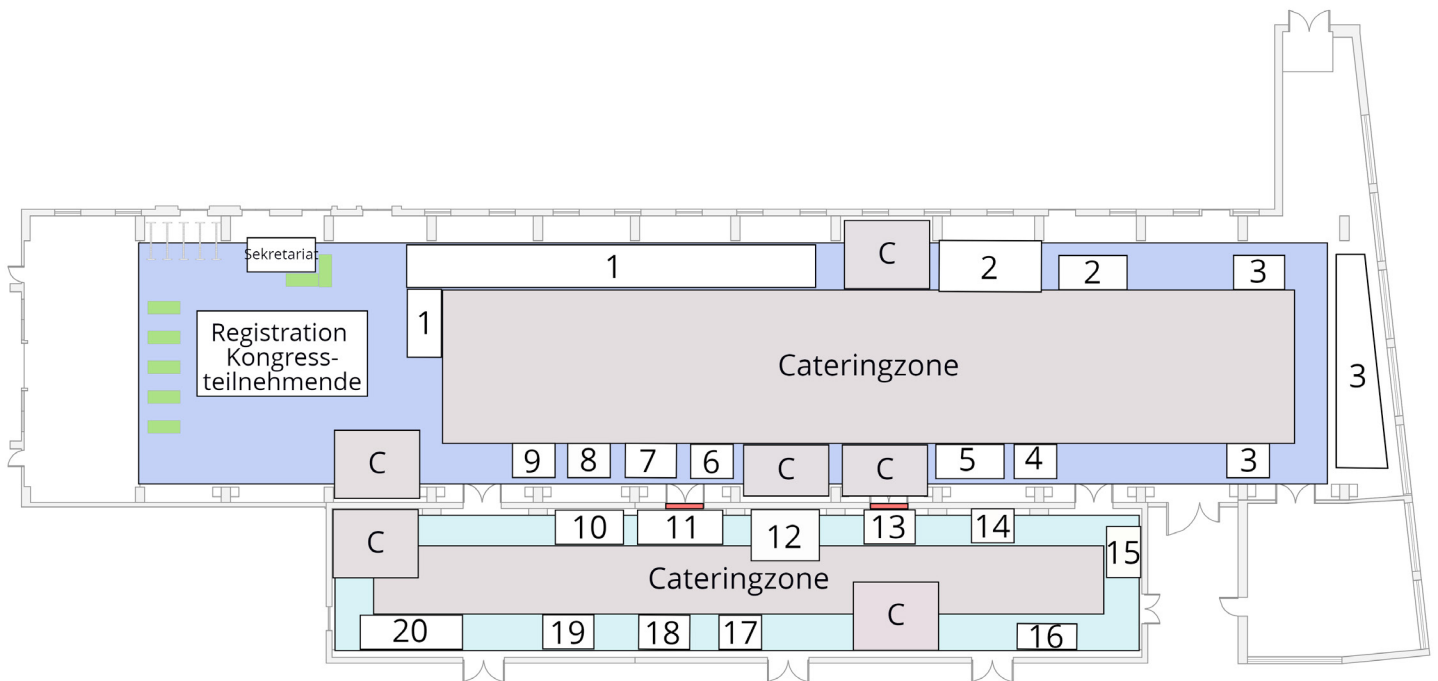 Sekretariat
C
1
2
2
3
Registration
Kongress-
teilnehmende
1
Cateringzone
3
C
9
8
7
6
C
C
5
4
3
10
11
12
13
14
C
15
Cateringzone
20
19
18
17
C
16